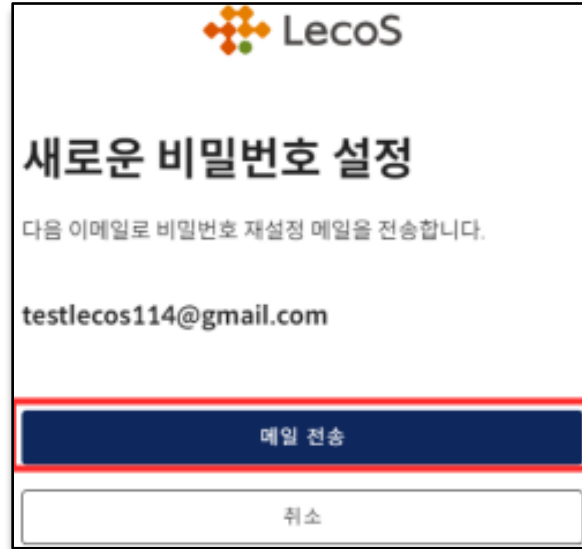 LecoS
새로운 비밀번호 설정
다음 이메일로 비밀번호 재설정 메일을 전송합니다.
testlecos114@gmail.com
메일 전송
취소